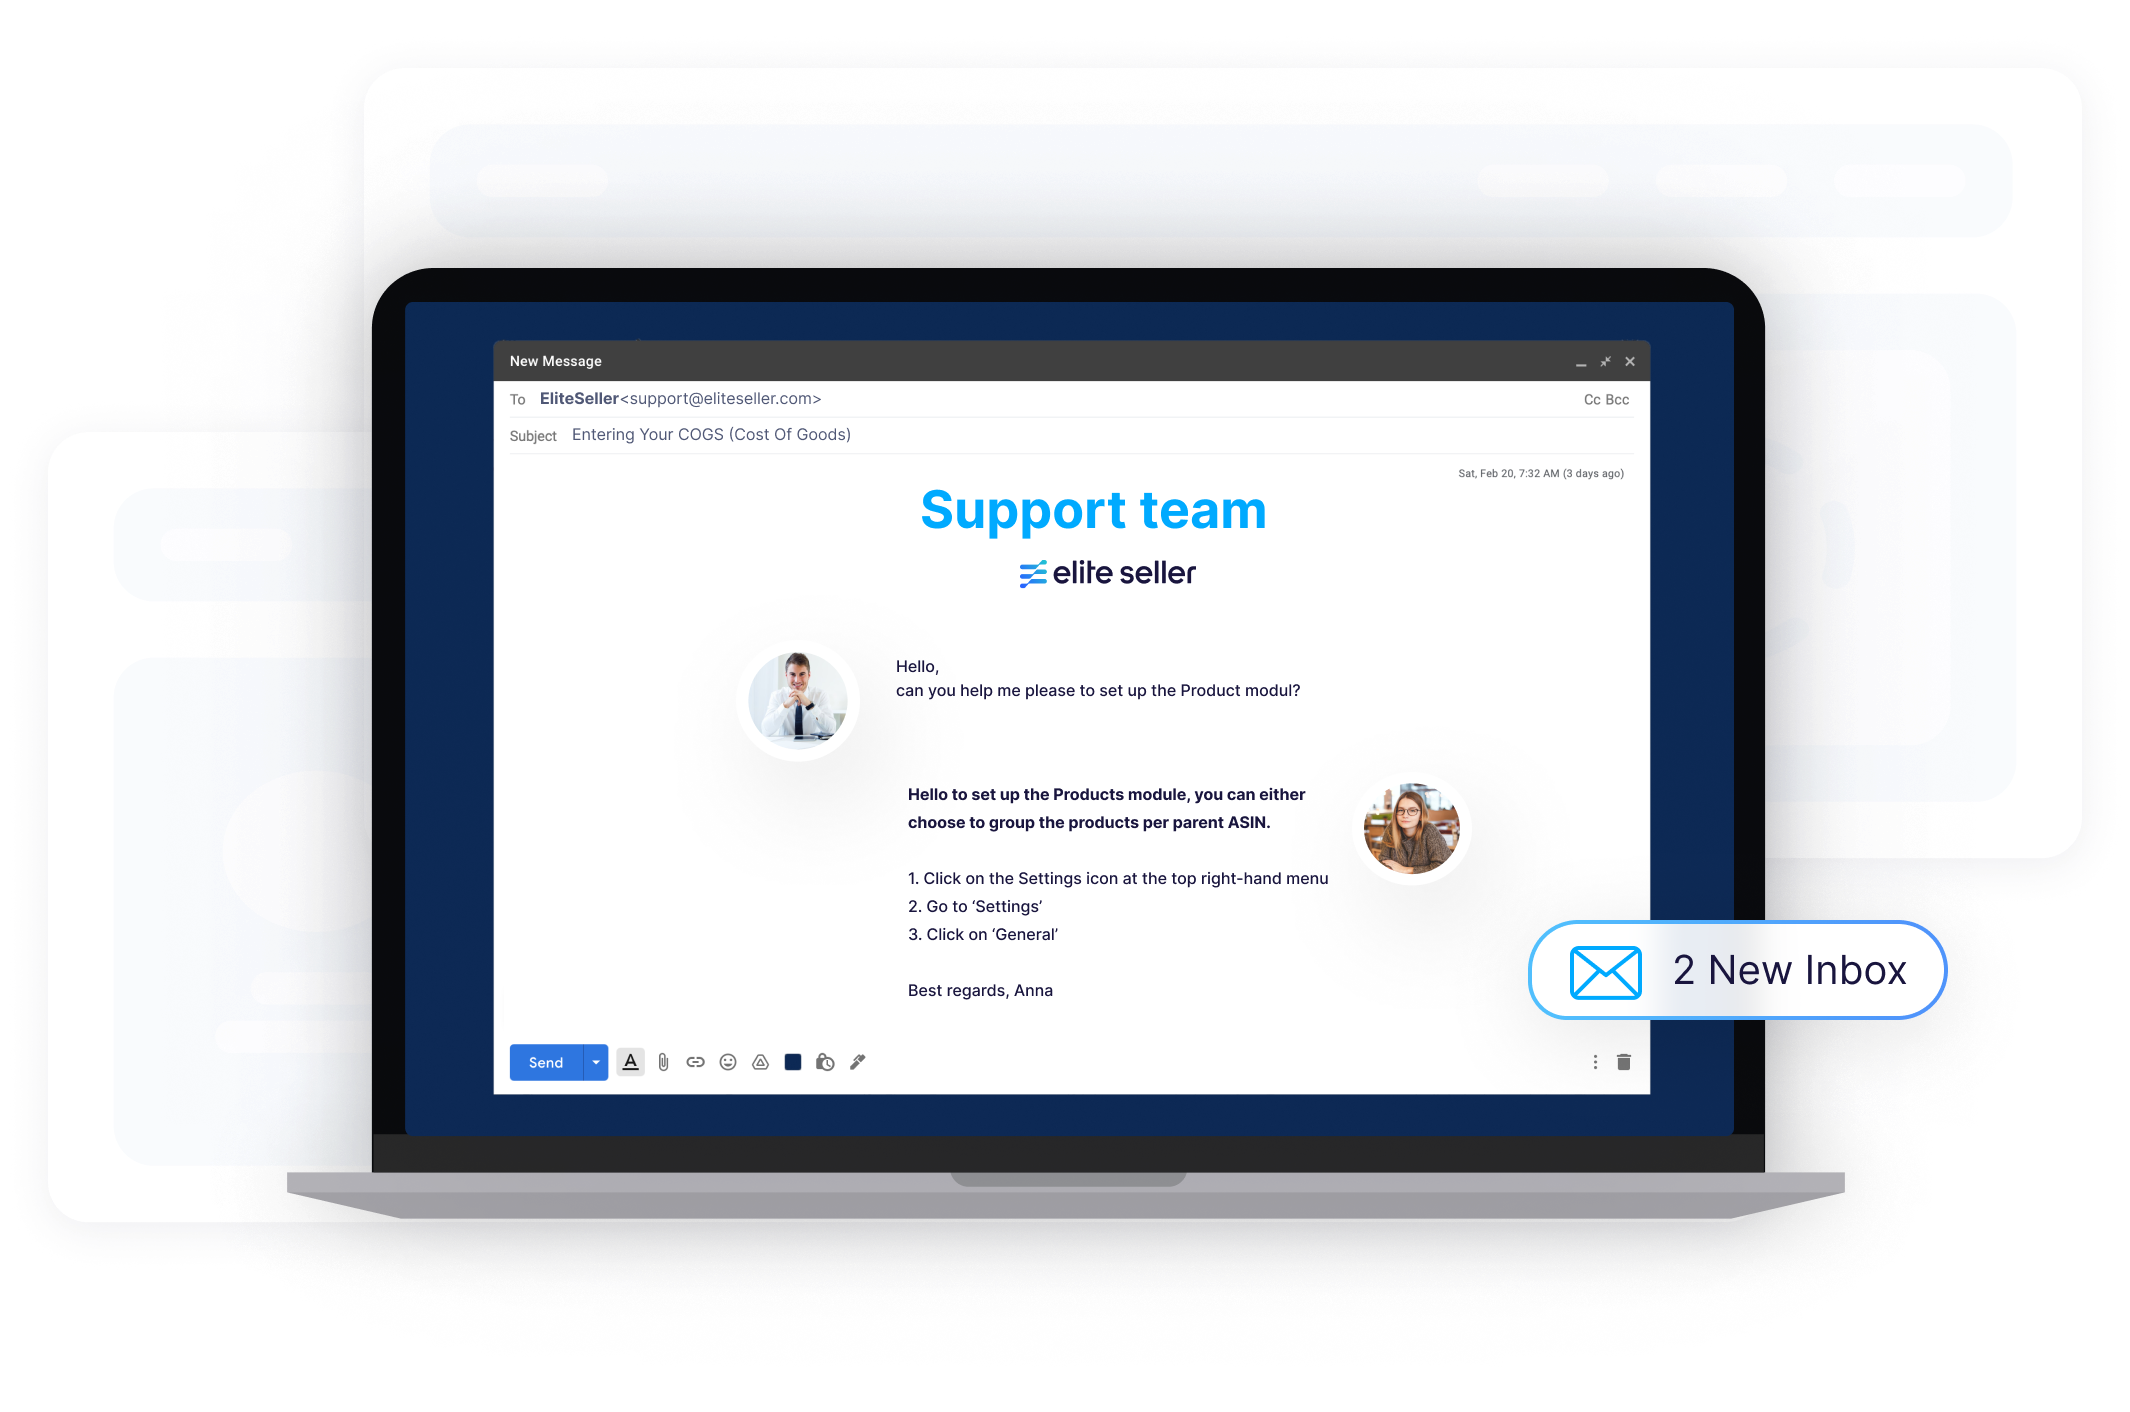 New Message
To EliteSeller<support@eliteseller.com> Cc Bcc
Subject Entering Your COGS (Cost Of Goods)
Sat, Feb 20, 7:32 AM (3 days ago)
Support team
elite seller
Hello,
can you help me please to set up the Product modul?
Hello to set up the Products module, you can either
choose to group the products per parent ASIN.
1. Click on the Settings icon at the top right-hand menu
2. Go to ‘Settings’
3. Click on ‘General’
2 New Inbox
Best regards, Anna
Send